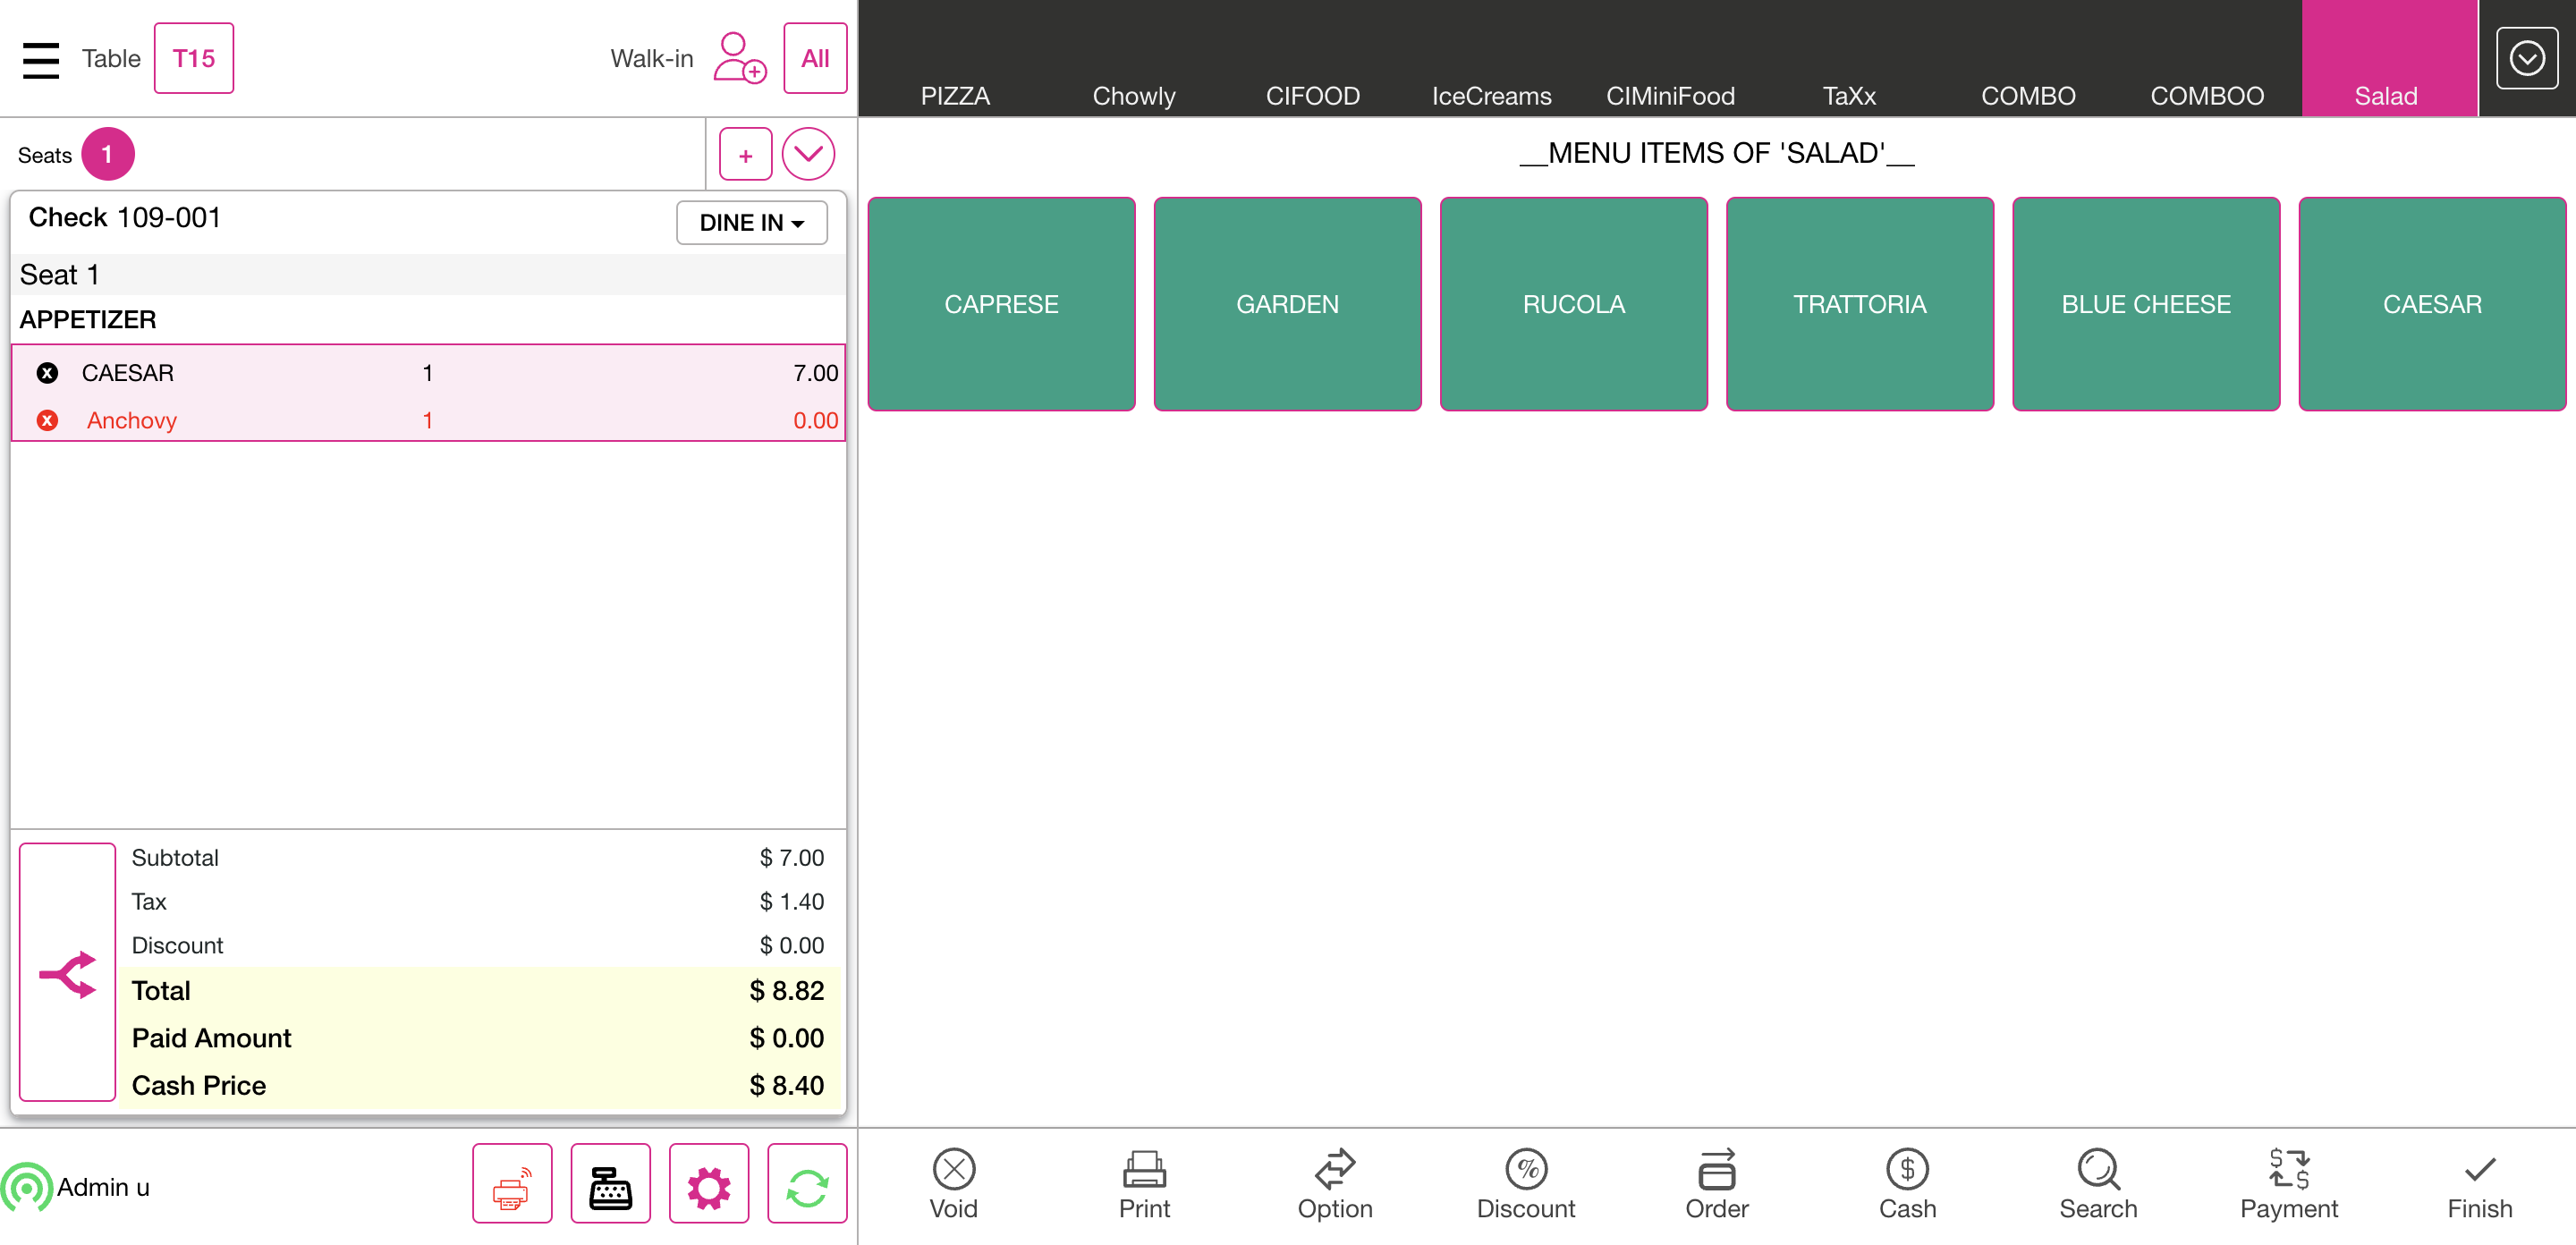 Table T15 Walk-in All
PIZZA Chowly CIFOOD IceCreams CIMiniFood TaXx COMBO COMBOO Salad
Seats 1 +
Check 109-001 DINE IN
Seat 1
APPETIZER
x CAESAR 1 7.00
x Anchovy 1 0.00
Subtotal $ 7.00
Tax $ 1.40
Discount $ 0.00
Total $ 8.82
Paid Amount $ 0.00
Cash Price $ 8.40
Admin u
__MENU ITEMS OF 'SALAD'__
CAPRESE GARDEN RUCOLA TRATTORIA BLUE CHEESE CAESAR
% $ $ $
Void Print Option Discount Order Cash Search Payment Finish